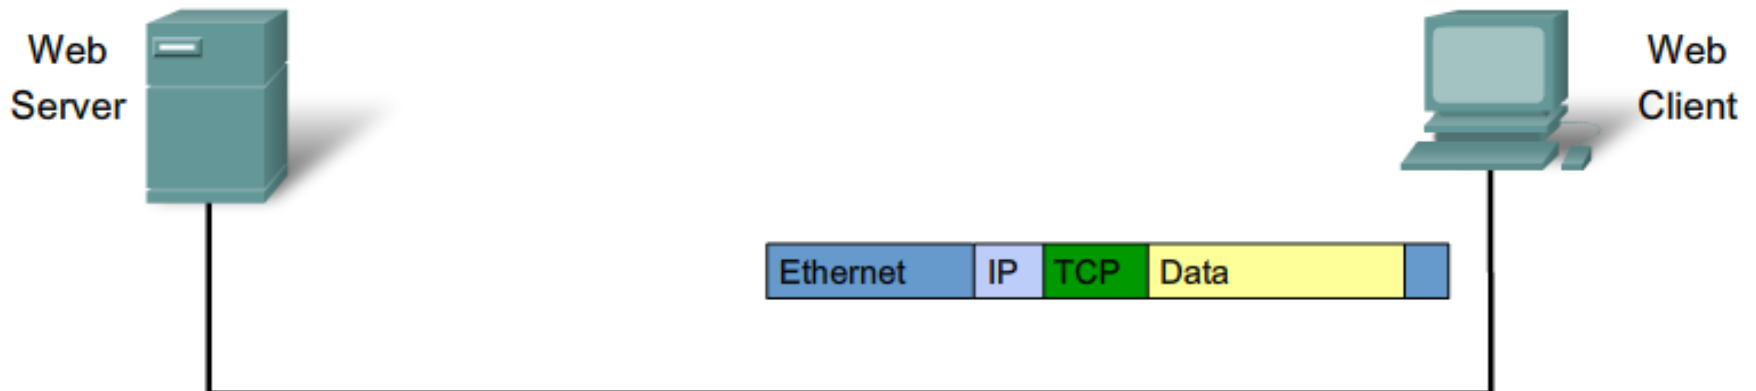 Web
Server
Web
Client
Ethernet IP TCP Data